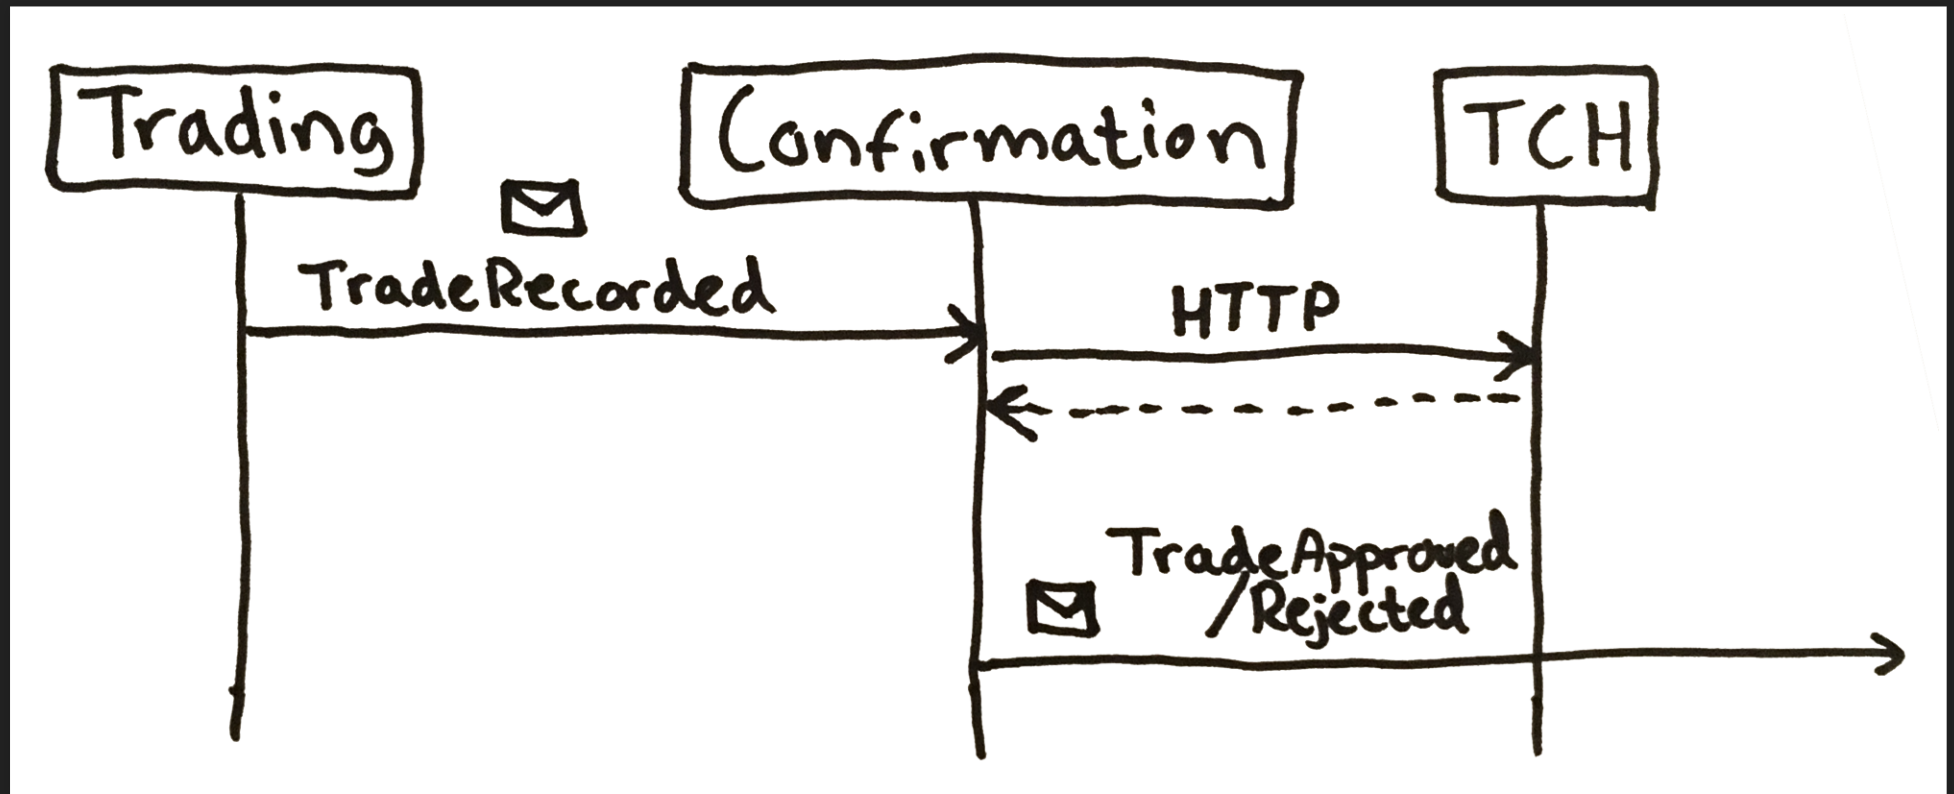 Trading
Confirmation
TCH
TradeRecorded
HTTP
TradeApproved
/Rejected